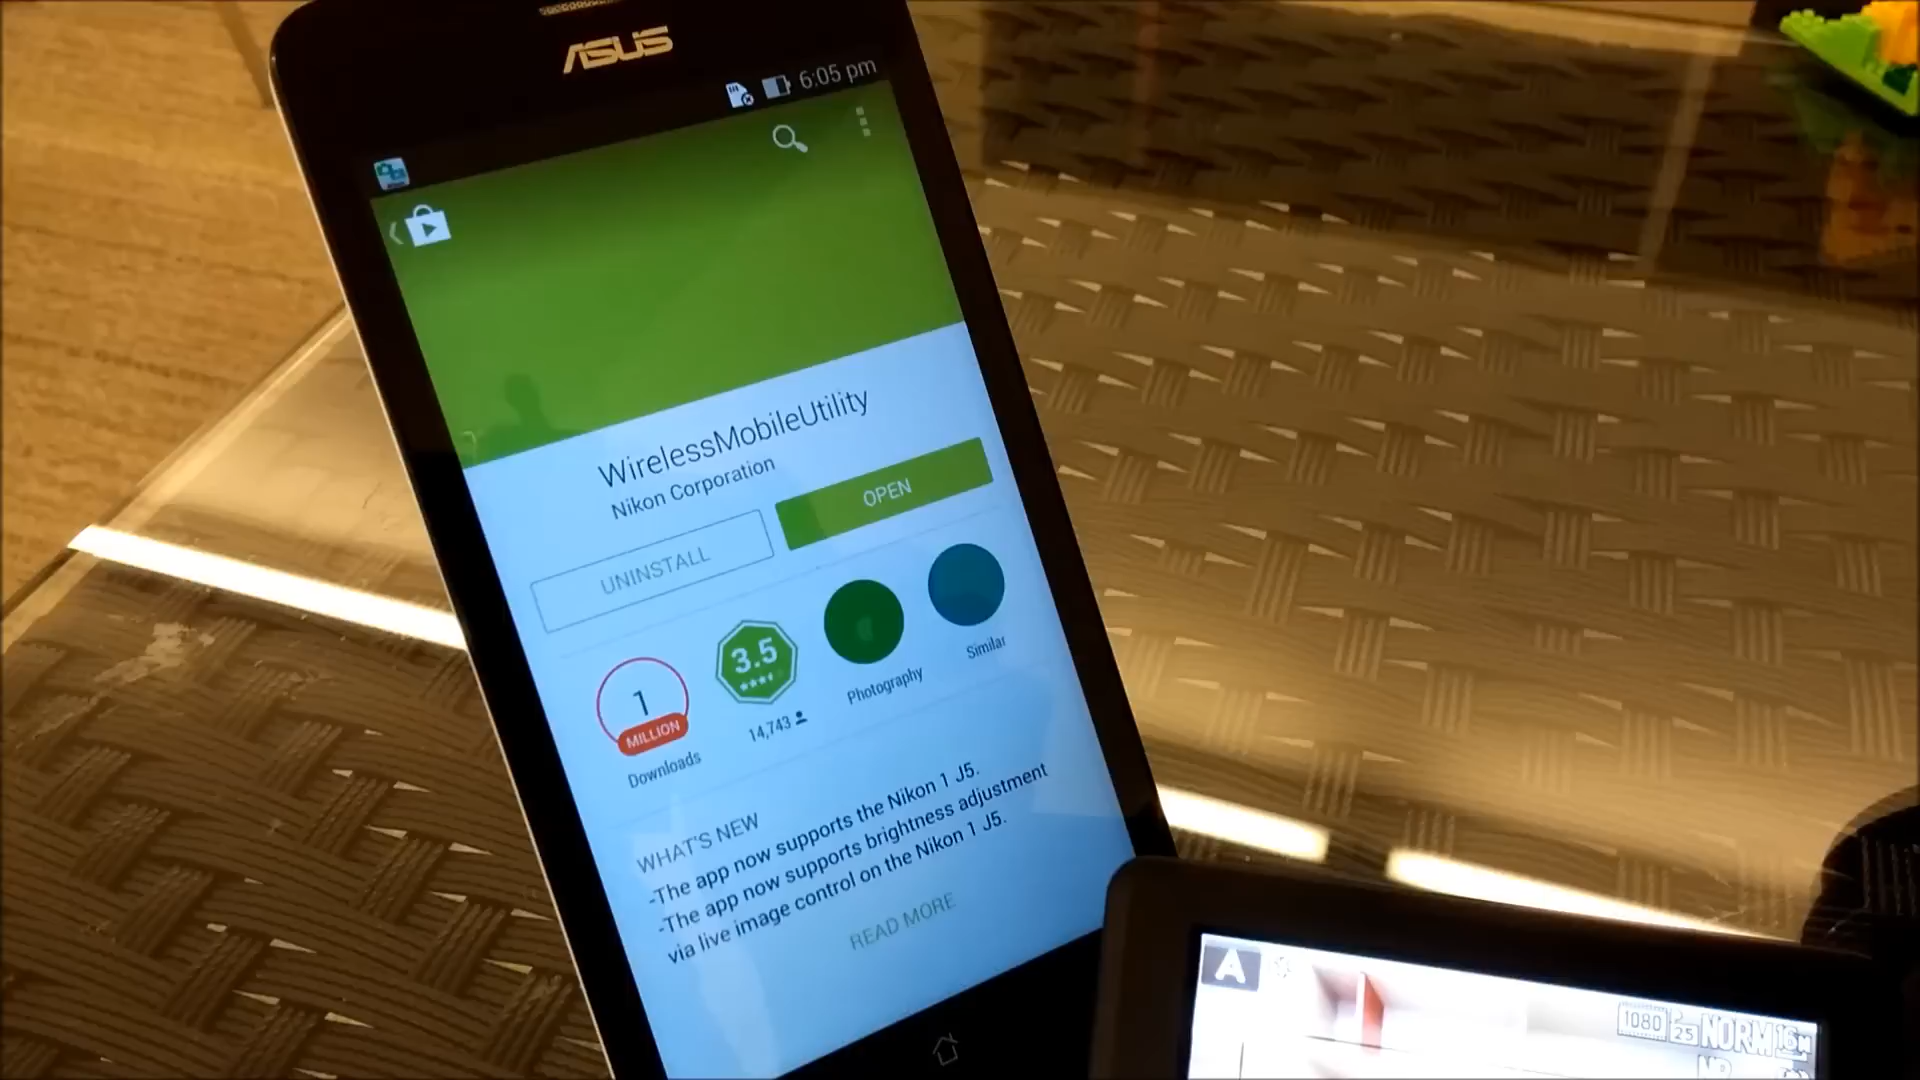 ASUS
6:05 pm
WirelessMobileUtility
Nikon Corporation
UNINSTALL
OPEN
1
MILLION
Downloads
3.5
14,743
Photography
Similar
WHAT'S NEW
-The app now supports the Nikon 1 J5.
-The app now supports brightness adjustment
via live image control on the Nikon 1 J5.
READ MORE
A
1080
P
25
NORM
16M